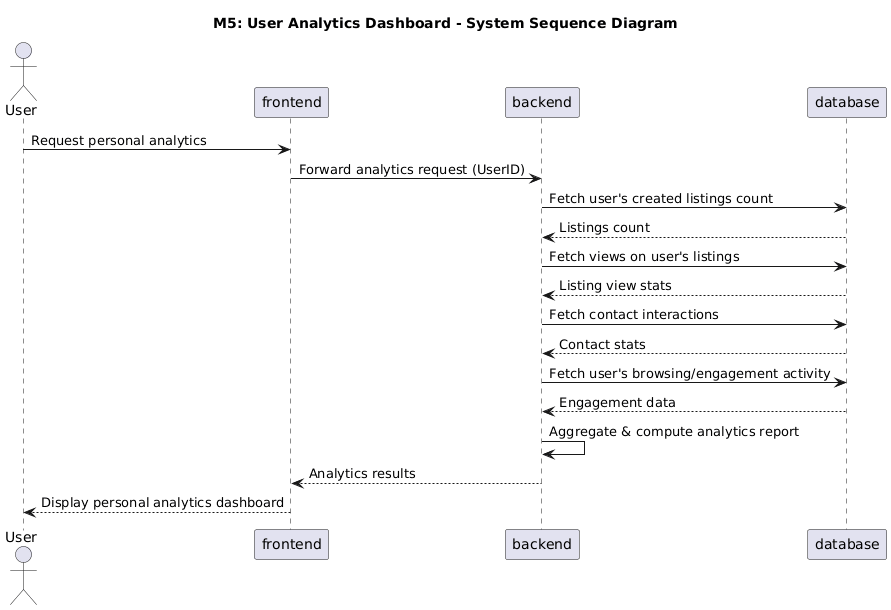 M5: User Analytics Dashboard - System Sequence Diagram
User
frontend
backend
database
Request personal analytics
Forward analytics request (UserID)
Fetch user's created listings count
Listings count
Fetch views on user's listings
Listing view stats
Fetch contact interactions
Contact stats
Fetch user's browsing/engagement activity
Engagement data
Aggregate & compute analytics report
Analytics results
Display personal analytics dashboard
User
frontend
backend
database